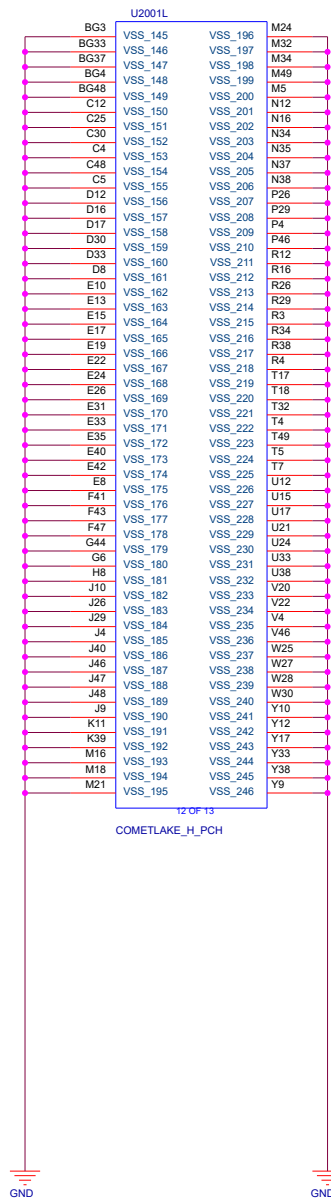 U2001L
BG3 VSS_145 VSS_196 M24
BG33 VSS_146 VSS_197 M32
BG37 VSS_147 VSS_198 M34
BG4 VSS_148 VSS_199 M49
BG48 VSS_149 VSS_200 M5
C12 VSS_150 VSS_201 N12
C25 VSS_151 VSS_202 N16
C30 VSS_152 VSS_203 N34
C4 VSS_153 VSS_204 N35
C48 VSS_154 VSS_205 N37
C5 VSS_155 VSS_206 N38
D12 VSS_156 VSS_207 P26
D16 VSS_157 VSS_208 P29
D17 VSS_158 VSS_209 P4
D30 VSS_159 VSS_210 P46
D33 VSS_160 VSS_211 R12
D8 VSS_161 VSS_212 R16
E10 VSS_162 VSS_213 R26
E13 VSS_163 VSS_214 R29
E15 VSS_164 VSS_215 R3
E17 VSS_165 VSS_216 R34
E19 VSS_166 VSS_217 R38
E22 VSS_167 VSS_218 R4
E24 VSS_168 VSS_219 T17
E26 VSS_169 VSS_220 T18
E31 VSS_170 VSS_221 T32
E33 VSS_171 VSS_222 T4
E35 VSS_172 VSS_223 T49
E40 VSS_173 VSS_224 T5
E42 VSS_174 VSS_225 T7
E8 VSS_175 VSS_226 U12
F41 VSS_176 VSS_227 U15
F43 VSS_177 VSS_228 U17
F47 VSS_178 VSS_229 U21
G44 VSS_179 VSS_230 U24
G6 VSS_180 VSS_231 U33
H8 VSS_181 VSS_232 U38
J10 VSS_182 VSS_233 V20
J26 VSS_183 VSS_234 V22
J29 VSS_184 VSS_235 V4
J4 VSS_185 VSS_236 V46
J40 VSS_186 VSS_237 W25
J46 VSS_187 VSS_238 W27
J47 VSS_188 VSS_239 W28
J48 VSS_189 VSS_240 W30
J9 VSS_190 VSS_241 Y10
K11 VSS_191 VSS_242 Y12
K39 VSS_192 VSS_243 Y17
M16 VSS_193 VSS_244 Y33
M18 VSS_194 VSS_245 Y38
M21 VSS_195 VSS_246 Y9
12 OF 13
COMETLAKE_H_PCH
GND GND